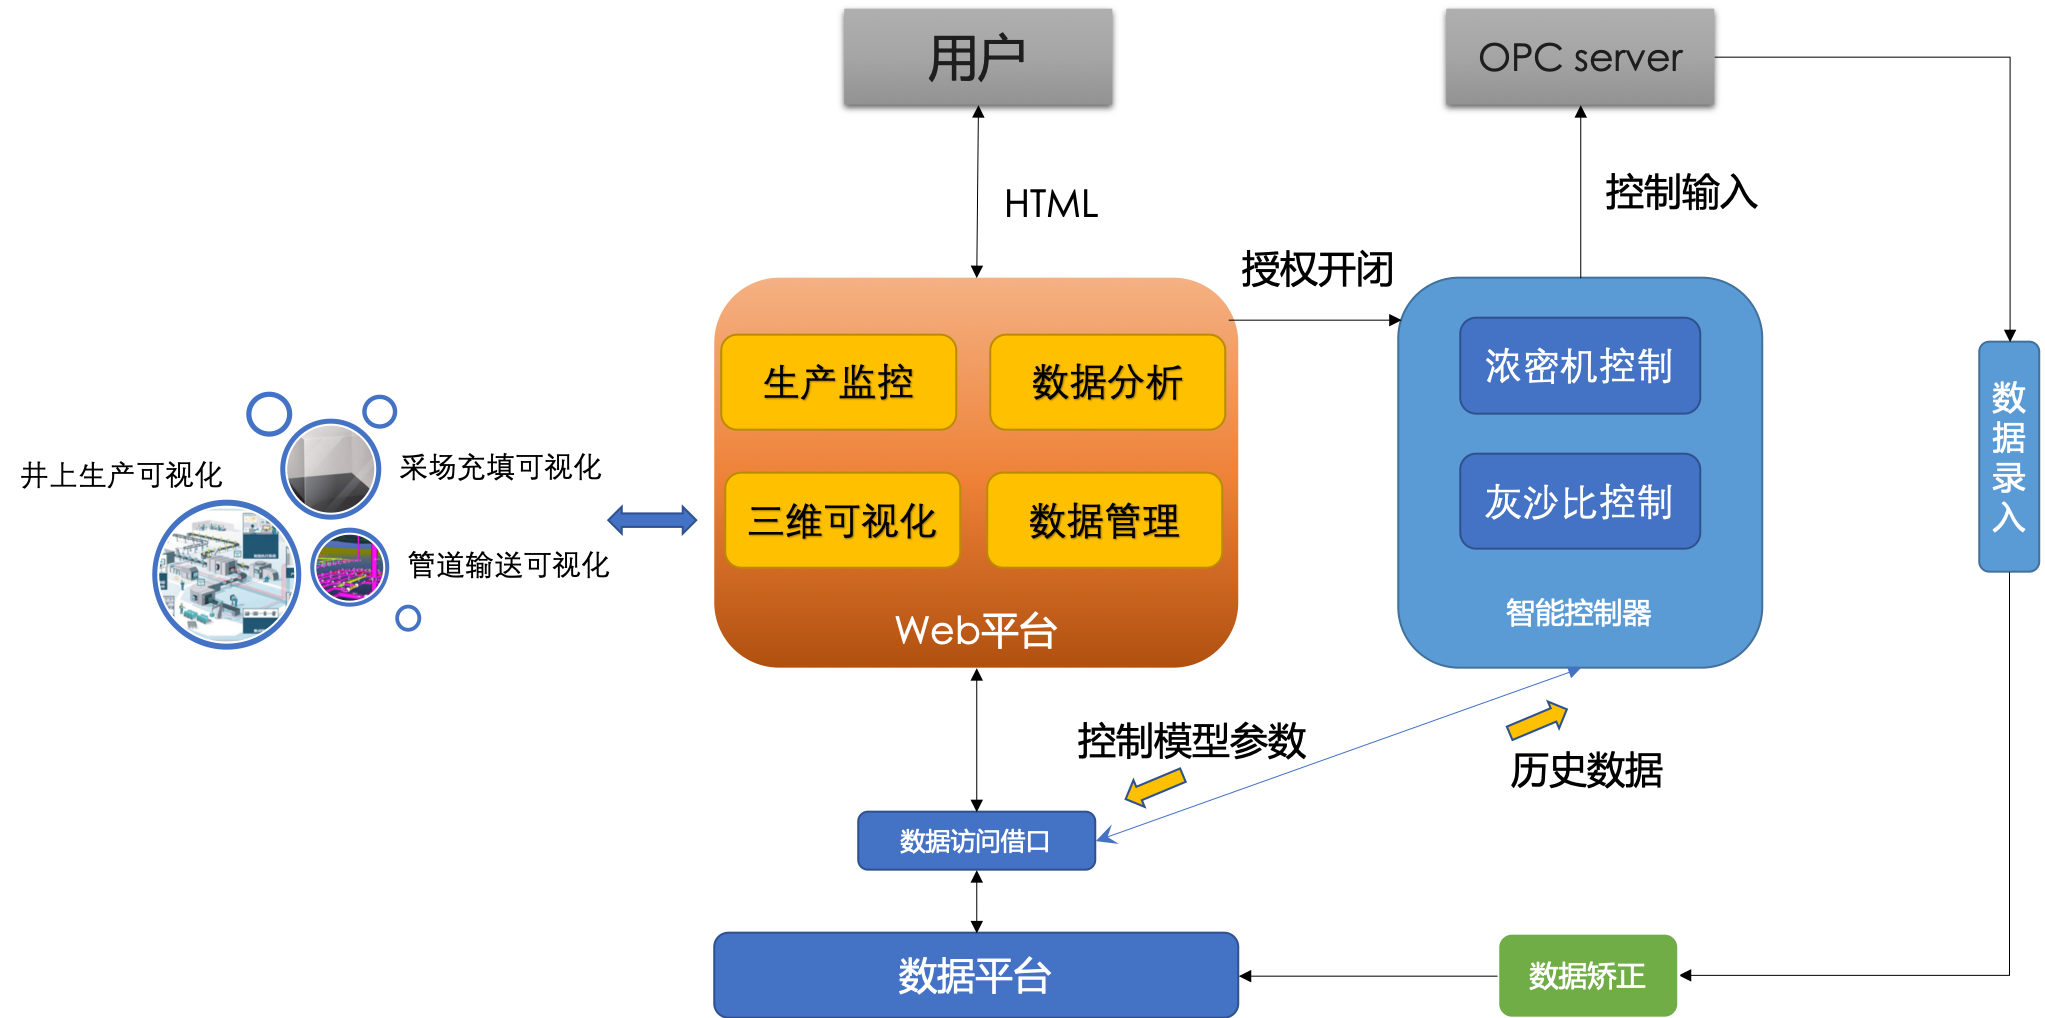 用户
OPC server
HTML
控制输入
授权开闭
生产监控
数据分析
三维可视化
数据管理
Web平台
浓密机控制
灰沙比控制
智能控制器
数据录入
井上生产可视化
采场充填可视化
管道输送可视化
控制模型参数
历史数据
数据访问借口
数据平台
数据矫正